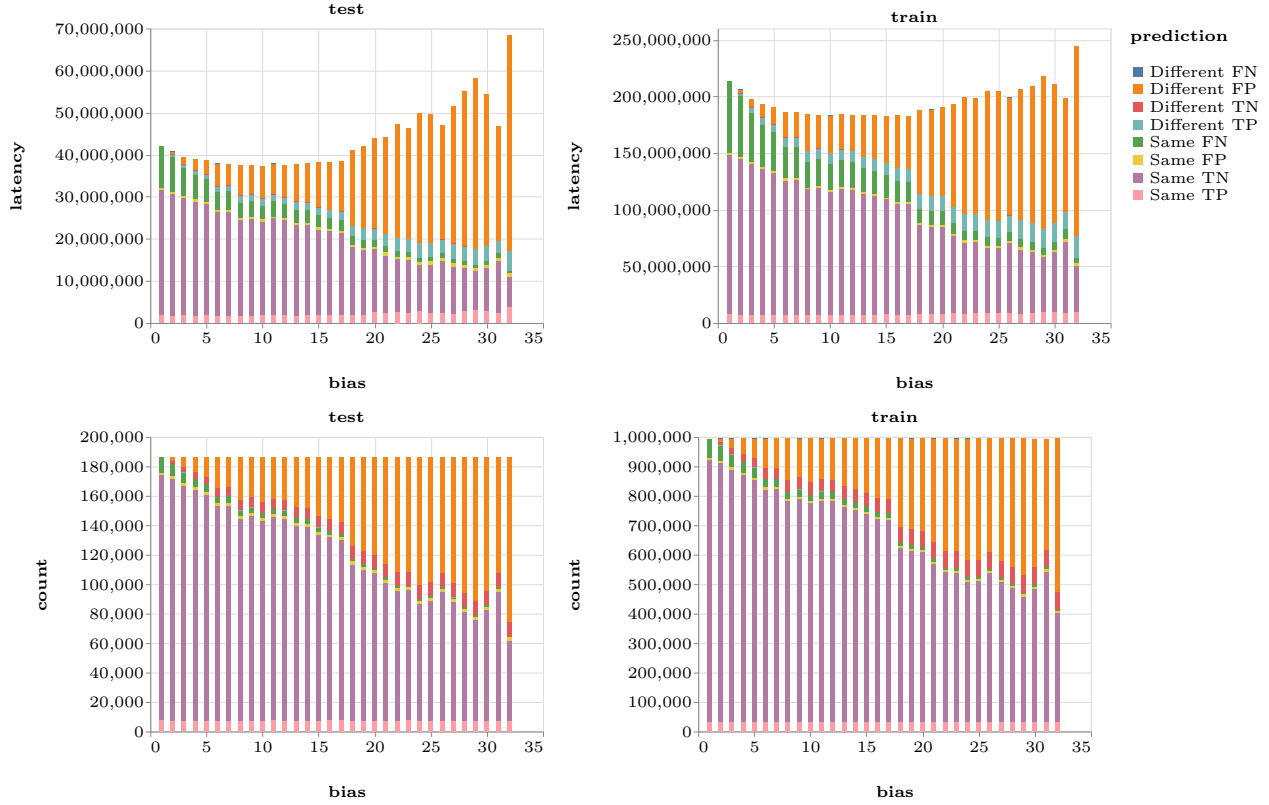 test
70,000,000
60,000,000
50,000,000
40,000,000
30,000,000
20,000,000
10,000,000
0
latency
0 5 10 15 20 25 30 35
bias
train
250,000,000
200,000,000
150,000,000
100,000,000
50,000,000
0
latency
0 5 10 15 20 25 30 35
bias
prediction
Different FN
Different FP
Different TN
Different TP
Same FN
Same FP
Same TN
Same TP
test
200,000
180,000
160,000
140,000
120,000
100,000
80,000
60,000
40,000
20,000
0
count
0 5 10 15 20 25 30 35
bias
train
1,000,000
900,000
800,000
700,000
600,000
500,000
400,000
300,000
200,000
100,000
0
count
0 5 10 15 20 25 30 35
bias